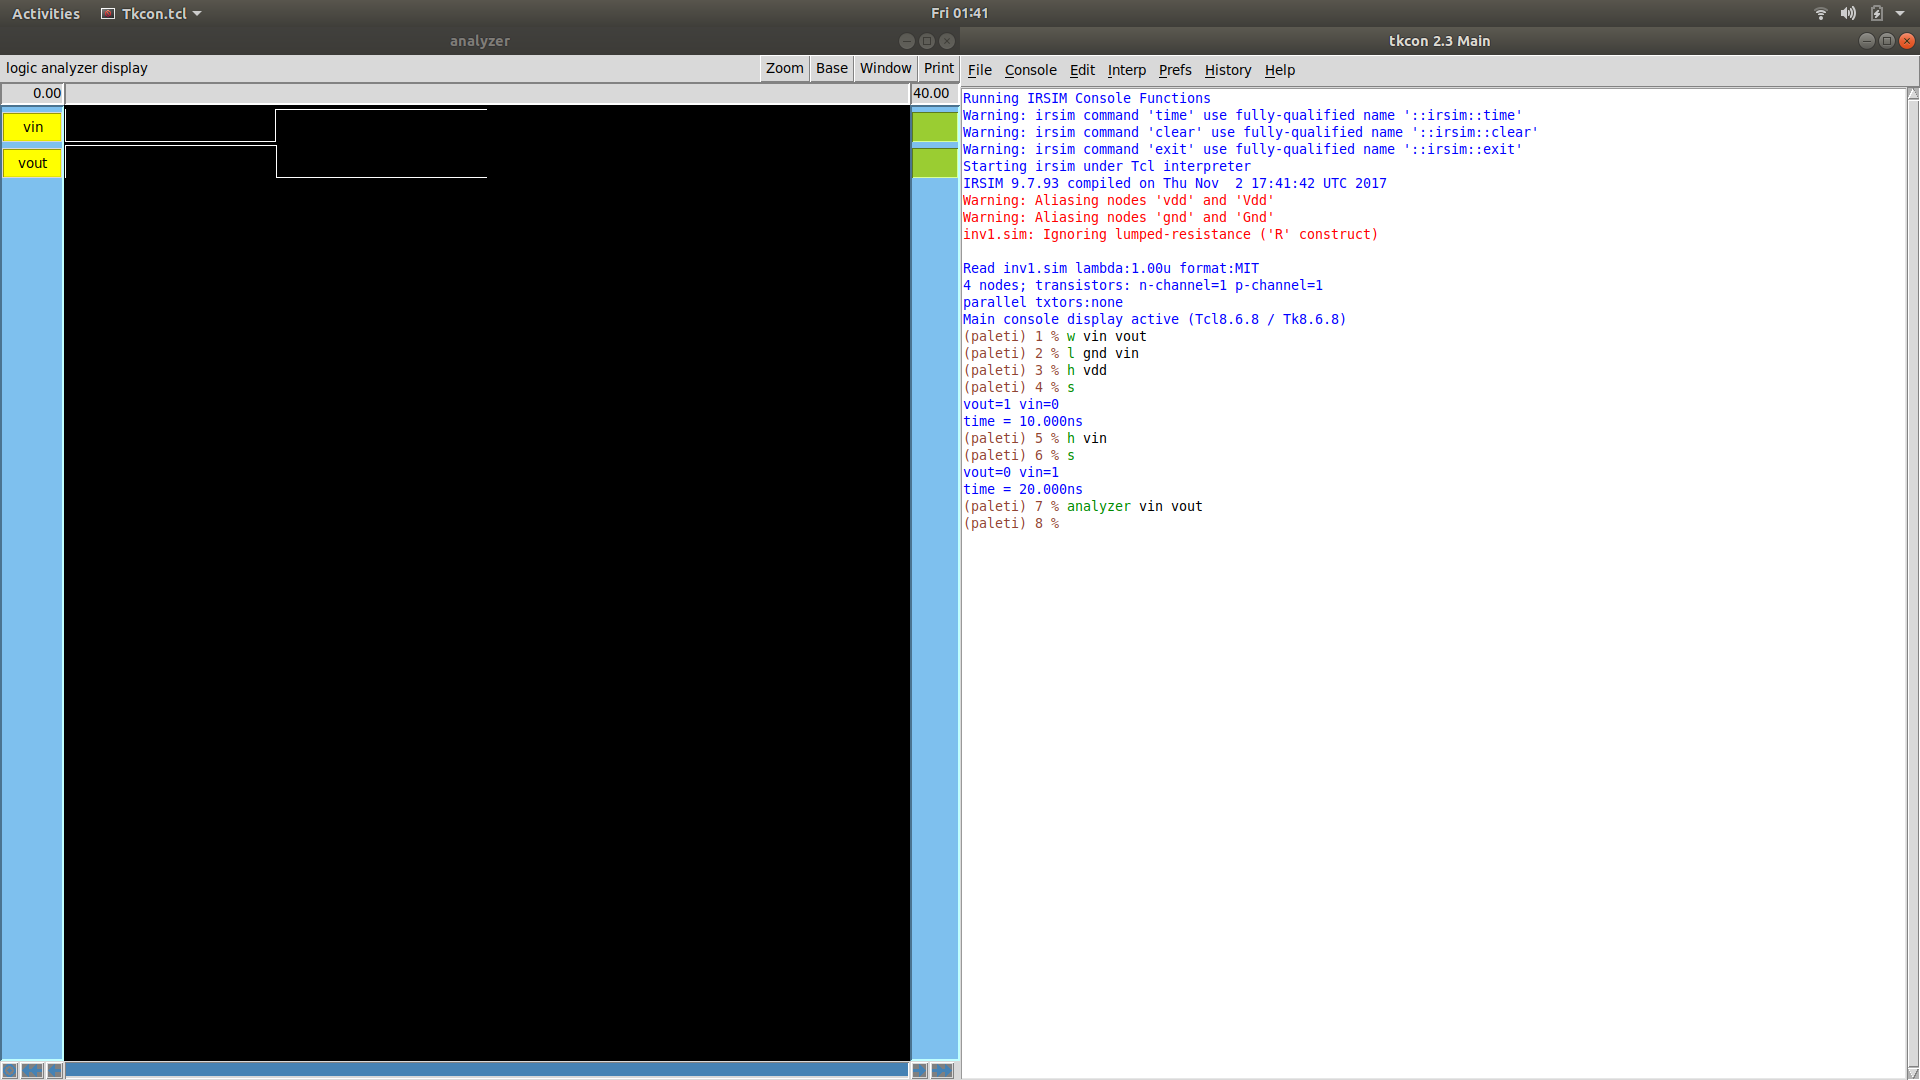 Activities Tkcon.tcl Fri 01:41
analyzer
logic analyzer display Zoom Base Window Print
0.00 40.00
vin
vout
tkcon 2.3 Main
File Console Edit Interp Prefs History Help
Running IRSIM Console Functions
Warning: irsim command 'time' use fully-qualified name '::irsim::time'
Warning: irsim command 'clear' use fully-qualified name '::irsim::clear'
Warning: irsim command 'exit' use fully-qualified name '::irsim::exit'
Starting irsim under Tcl interpreter
IRSIM 9.7.93 compiled on Thu Nov  2 17:41:42 UTC 2017
Warning: Aliasing nodes 'vdd' and 'Vdd'
Warning: Aliasing nodes 'gnd' and 'Gnd'
inv1.sim: Ignoring lumped-resistance ('R' construct)
Read inv1.sim lambda:1.00u format:MIT
4 nodes; transistors: n-channel=1 p-channel=1
parallel txtors:none
Main console display active (Tcl8.6.8 / Tk8.6.8)
(paleti) 1 % w vin vout
(paleti) 2 % l gnd vin
(paleti) 3 % h vdd
(paleti) 4 % s
vout=1 vin=0
time = 10.000ns
(paleti) 5 % h vin
(paleti) 6 % s
vout=0 vin=1
time = 20.000ns
(paleti) 7 % analyzer vin vout
(paleti) 8 %